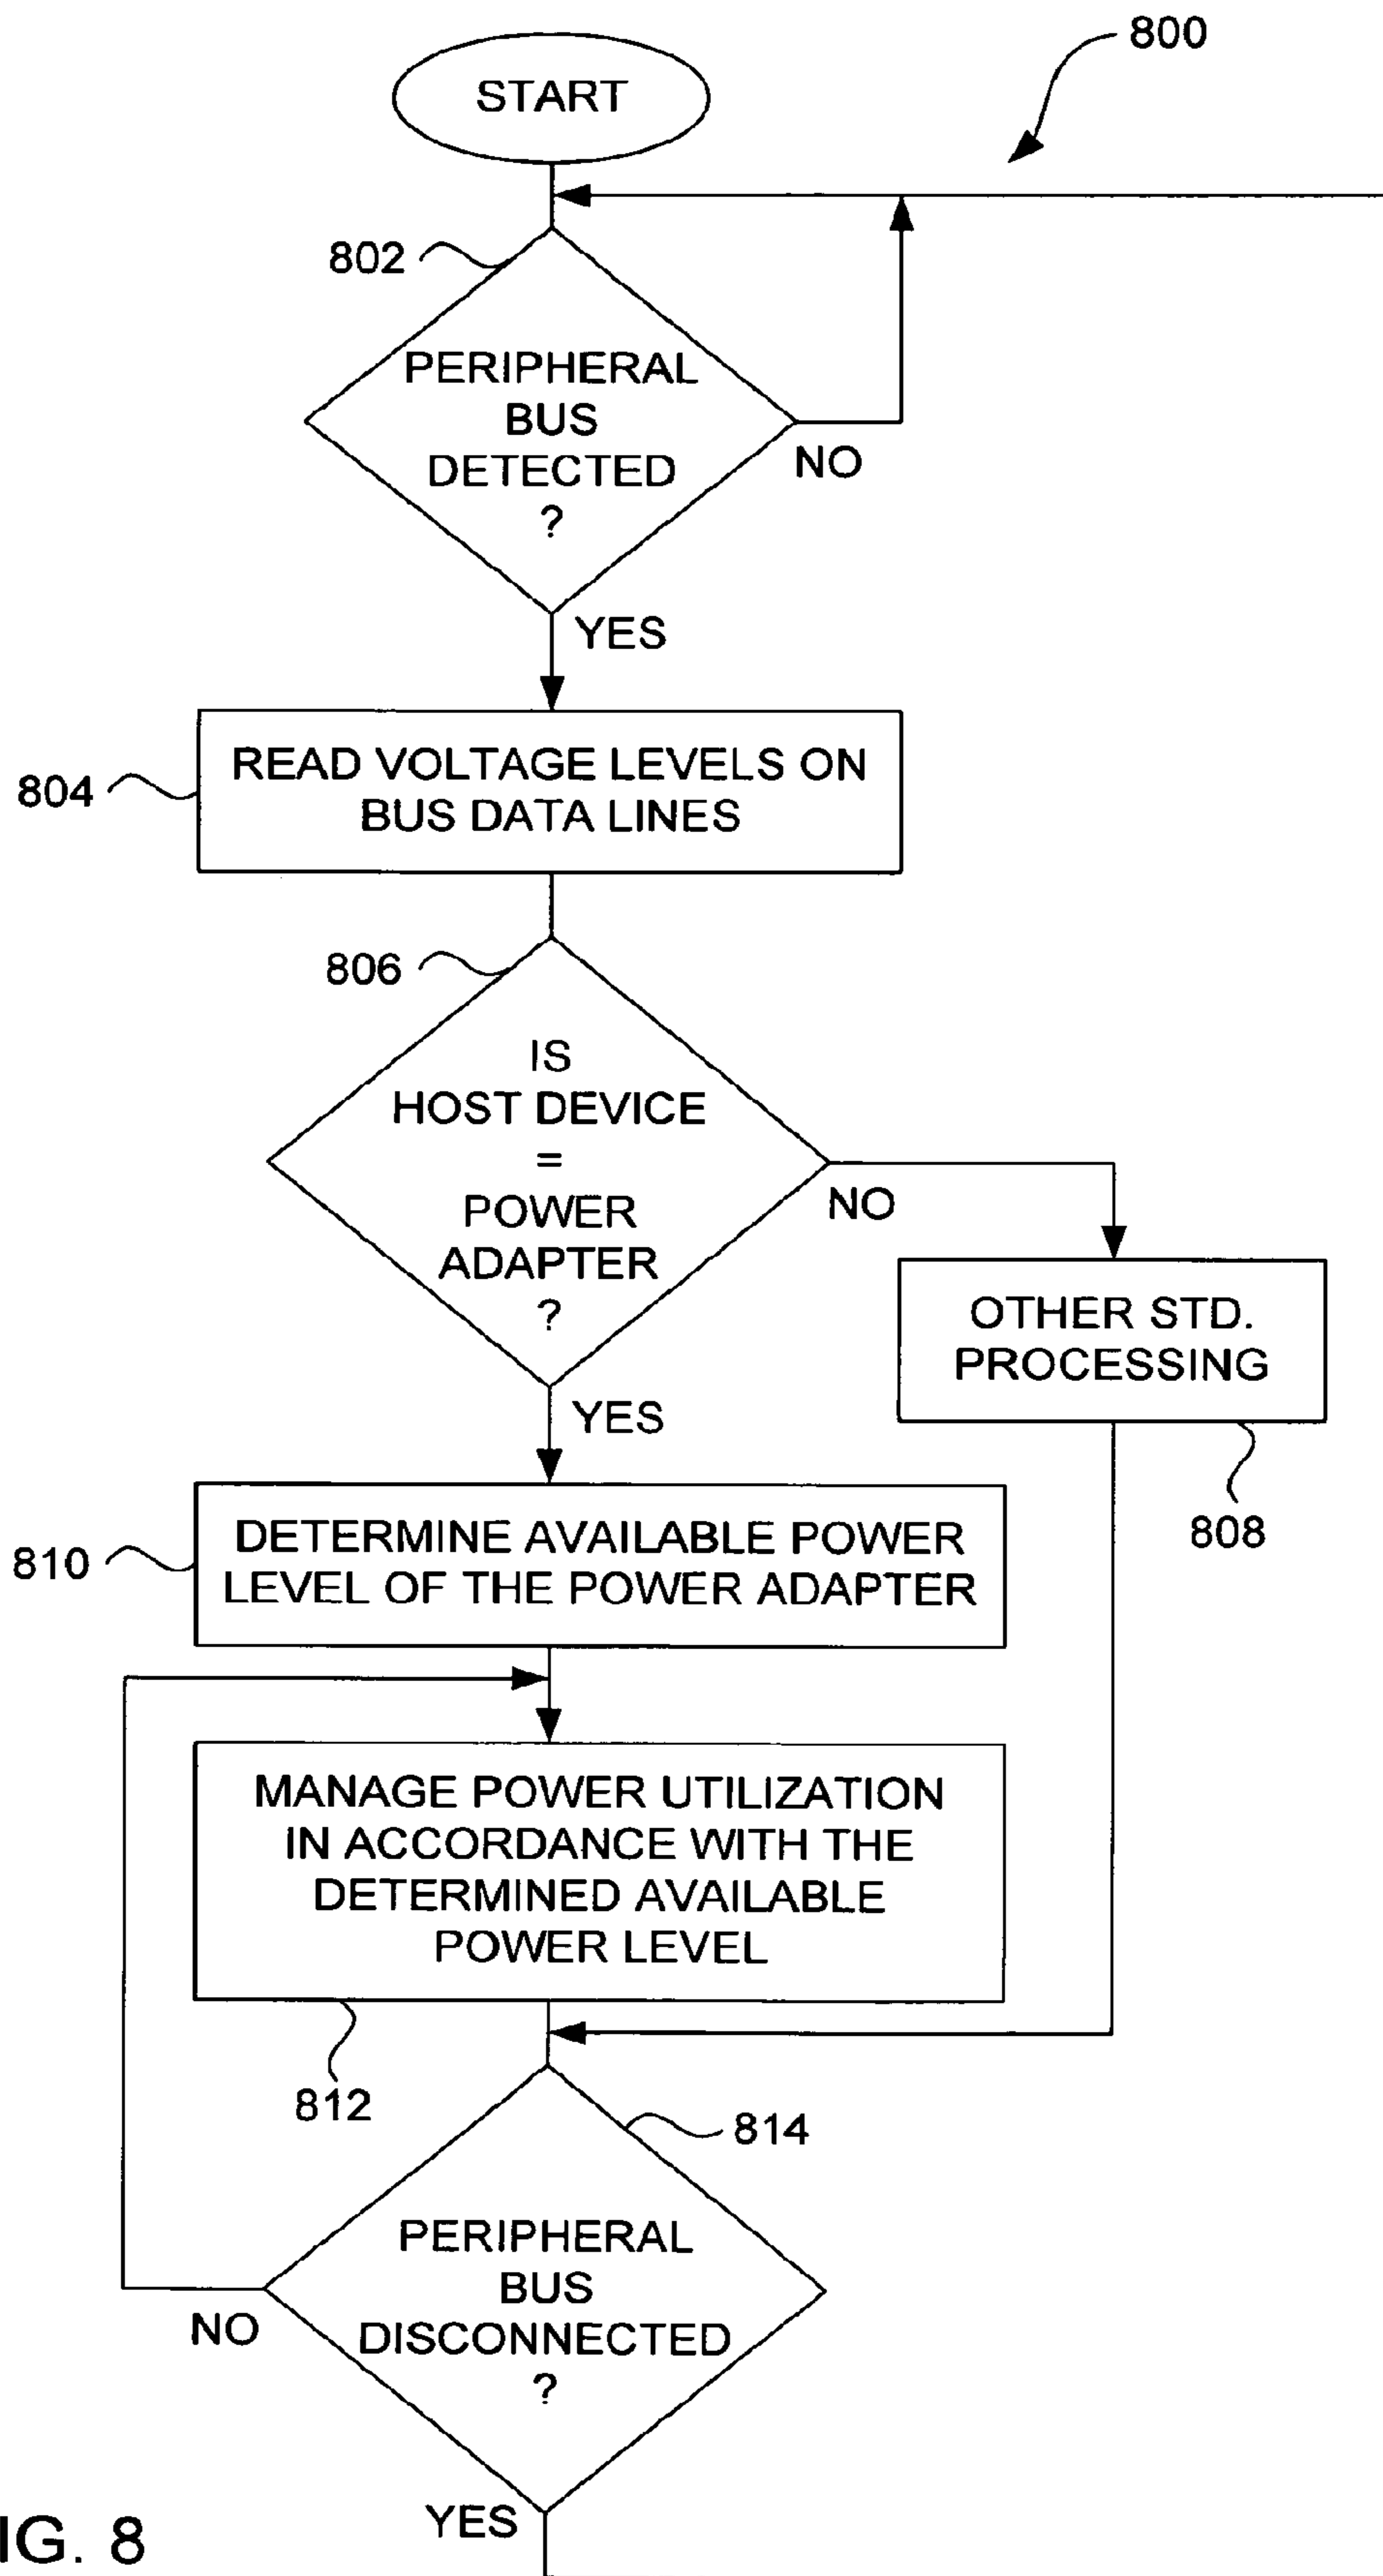 800
START
802
PERIPHERAL
BUS
DETECTED
?
NO
YES
804
READ VOLTAGE LEVELS ON
BUS DATA LINES
806
IS
HOST DEVICE
=
POWER
ADAPTER
?
NO
YES
OTHER STD.
PROCESSING
808
810
DETERMINE AVAILABLE POWER
LEVEL OF THE POWER ADAPTER
MANAGE POWER UTILIZATION
IN ACCORDANCE WITH THE
DETERMINED AVAILABLE
POWER LEVEL
812
814
PERIPHERAL
BUS
DISCONNECTED
?
NO
YES
IG. 8